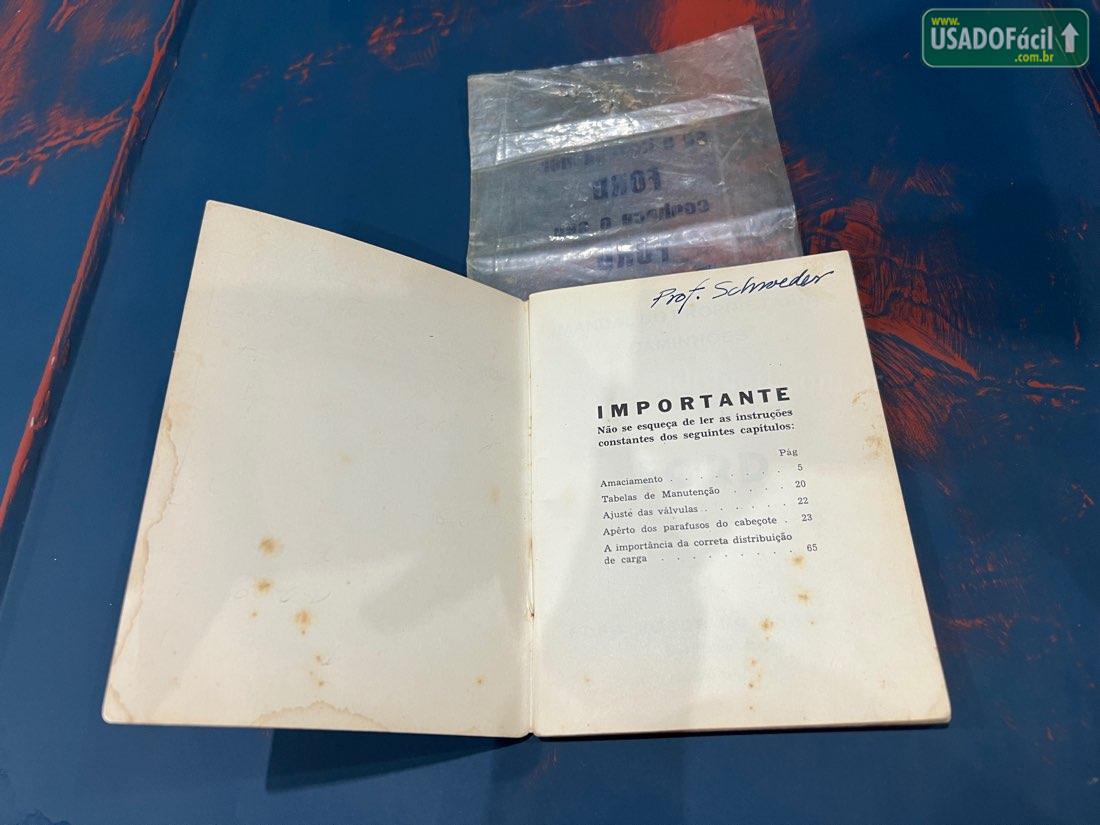 www.
USADOFácil
.com.br
FORD
conheça o seu
FORD
Prof. Schroeder
IMPORTANTE
Não se esqueça de ler as instruções
constantes dos seguintes capítulos:
Pág
Amaciamento . . . . . . . . 5
Tabelas de Manutenção . . . . 20
Ajuste das válvulas . . . . . . 22
Apêrto dos parafusos do cabeçote . 23
A importância da correta distribuição
de carga . . . . . . . . 65